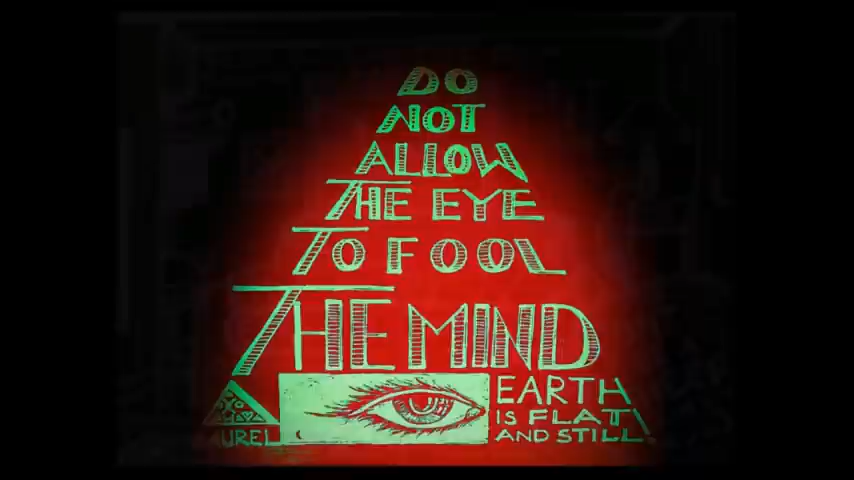 DO
NOT
ALLOW
THE EYE
TO FOOL
THE MIND
EARTH
IS FLAT!
AND STILL!